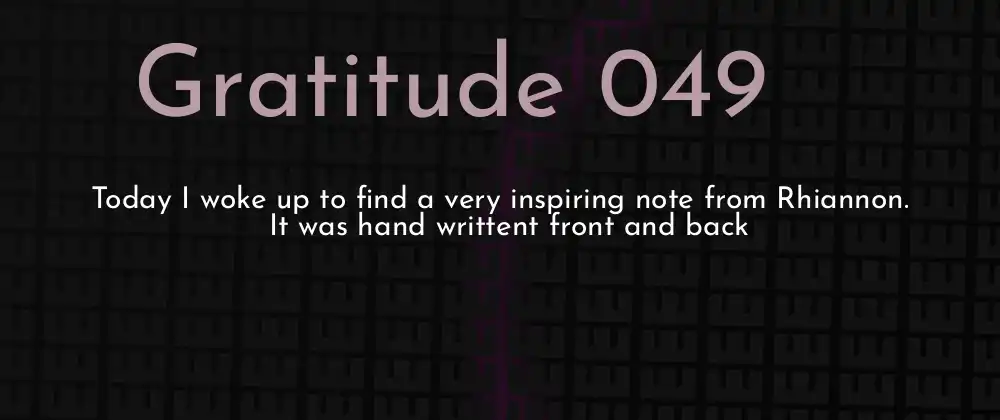 Gratitude 049
Today I woke up to find a very inspiring note from Rhiannon.
It was hand writtent front and back